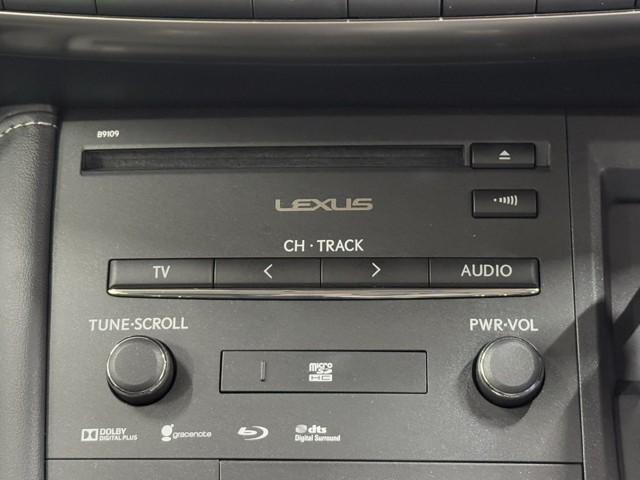 B9109
LEXUS
CH · TRACK
TV < > AUDIO
TUNE·SCROLL
PWR·VOL
micro
SD
HC
DOLBY
DIGITAL PLUS
gracenote
dts
Digital Surround